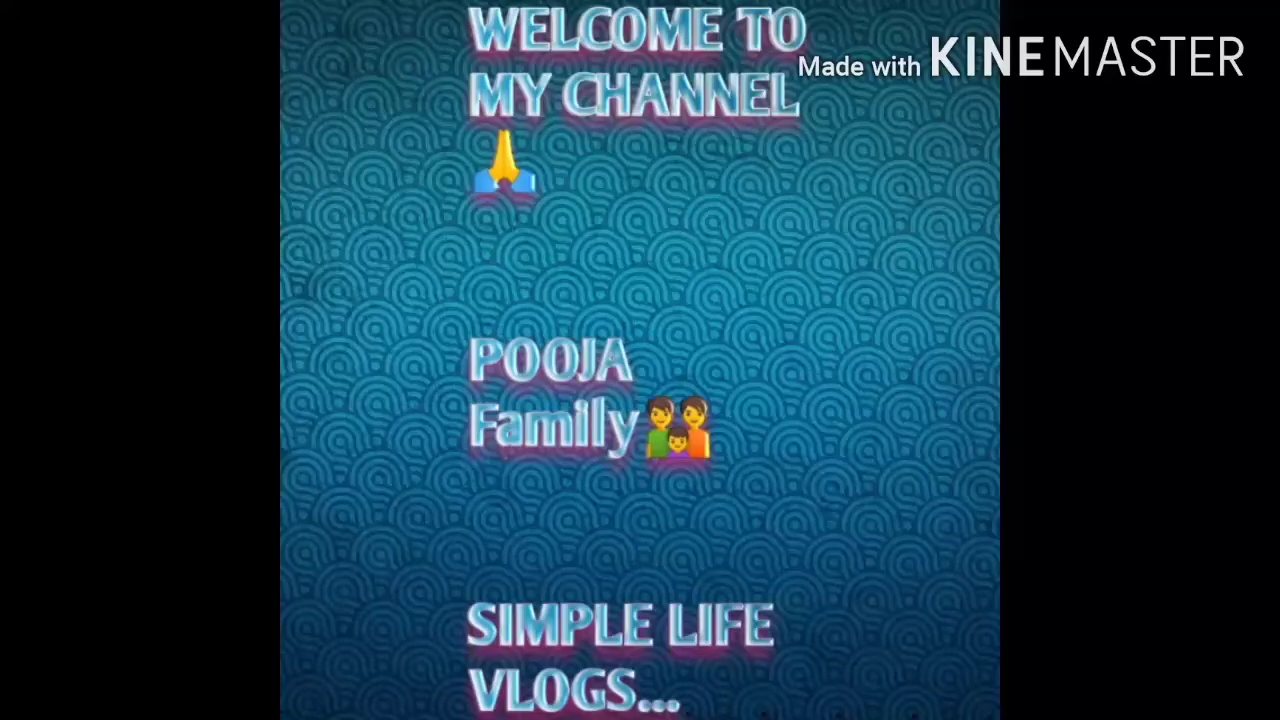 WELCOME TO
Made with KINEMASTER
MY CHANNEL
🙏
POOJA
Family👨‍👩‍👦
SIMPLE LIFE
VLOGS...